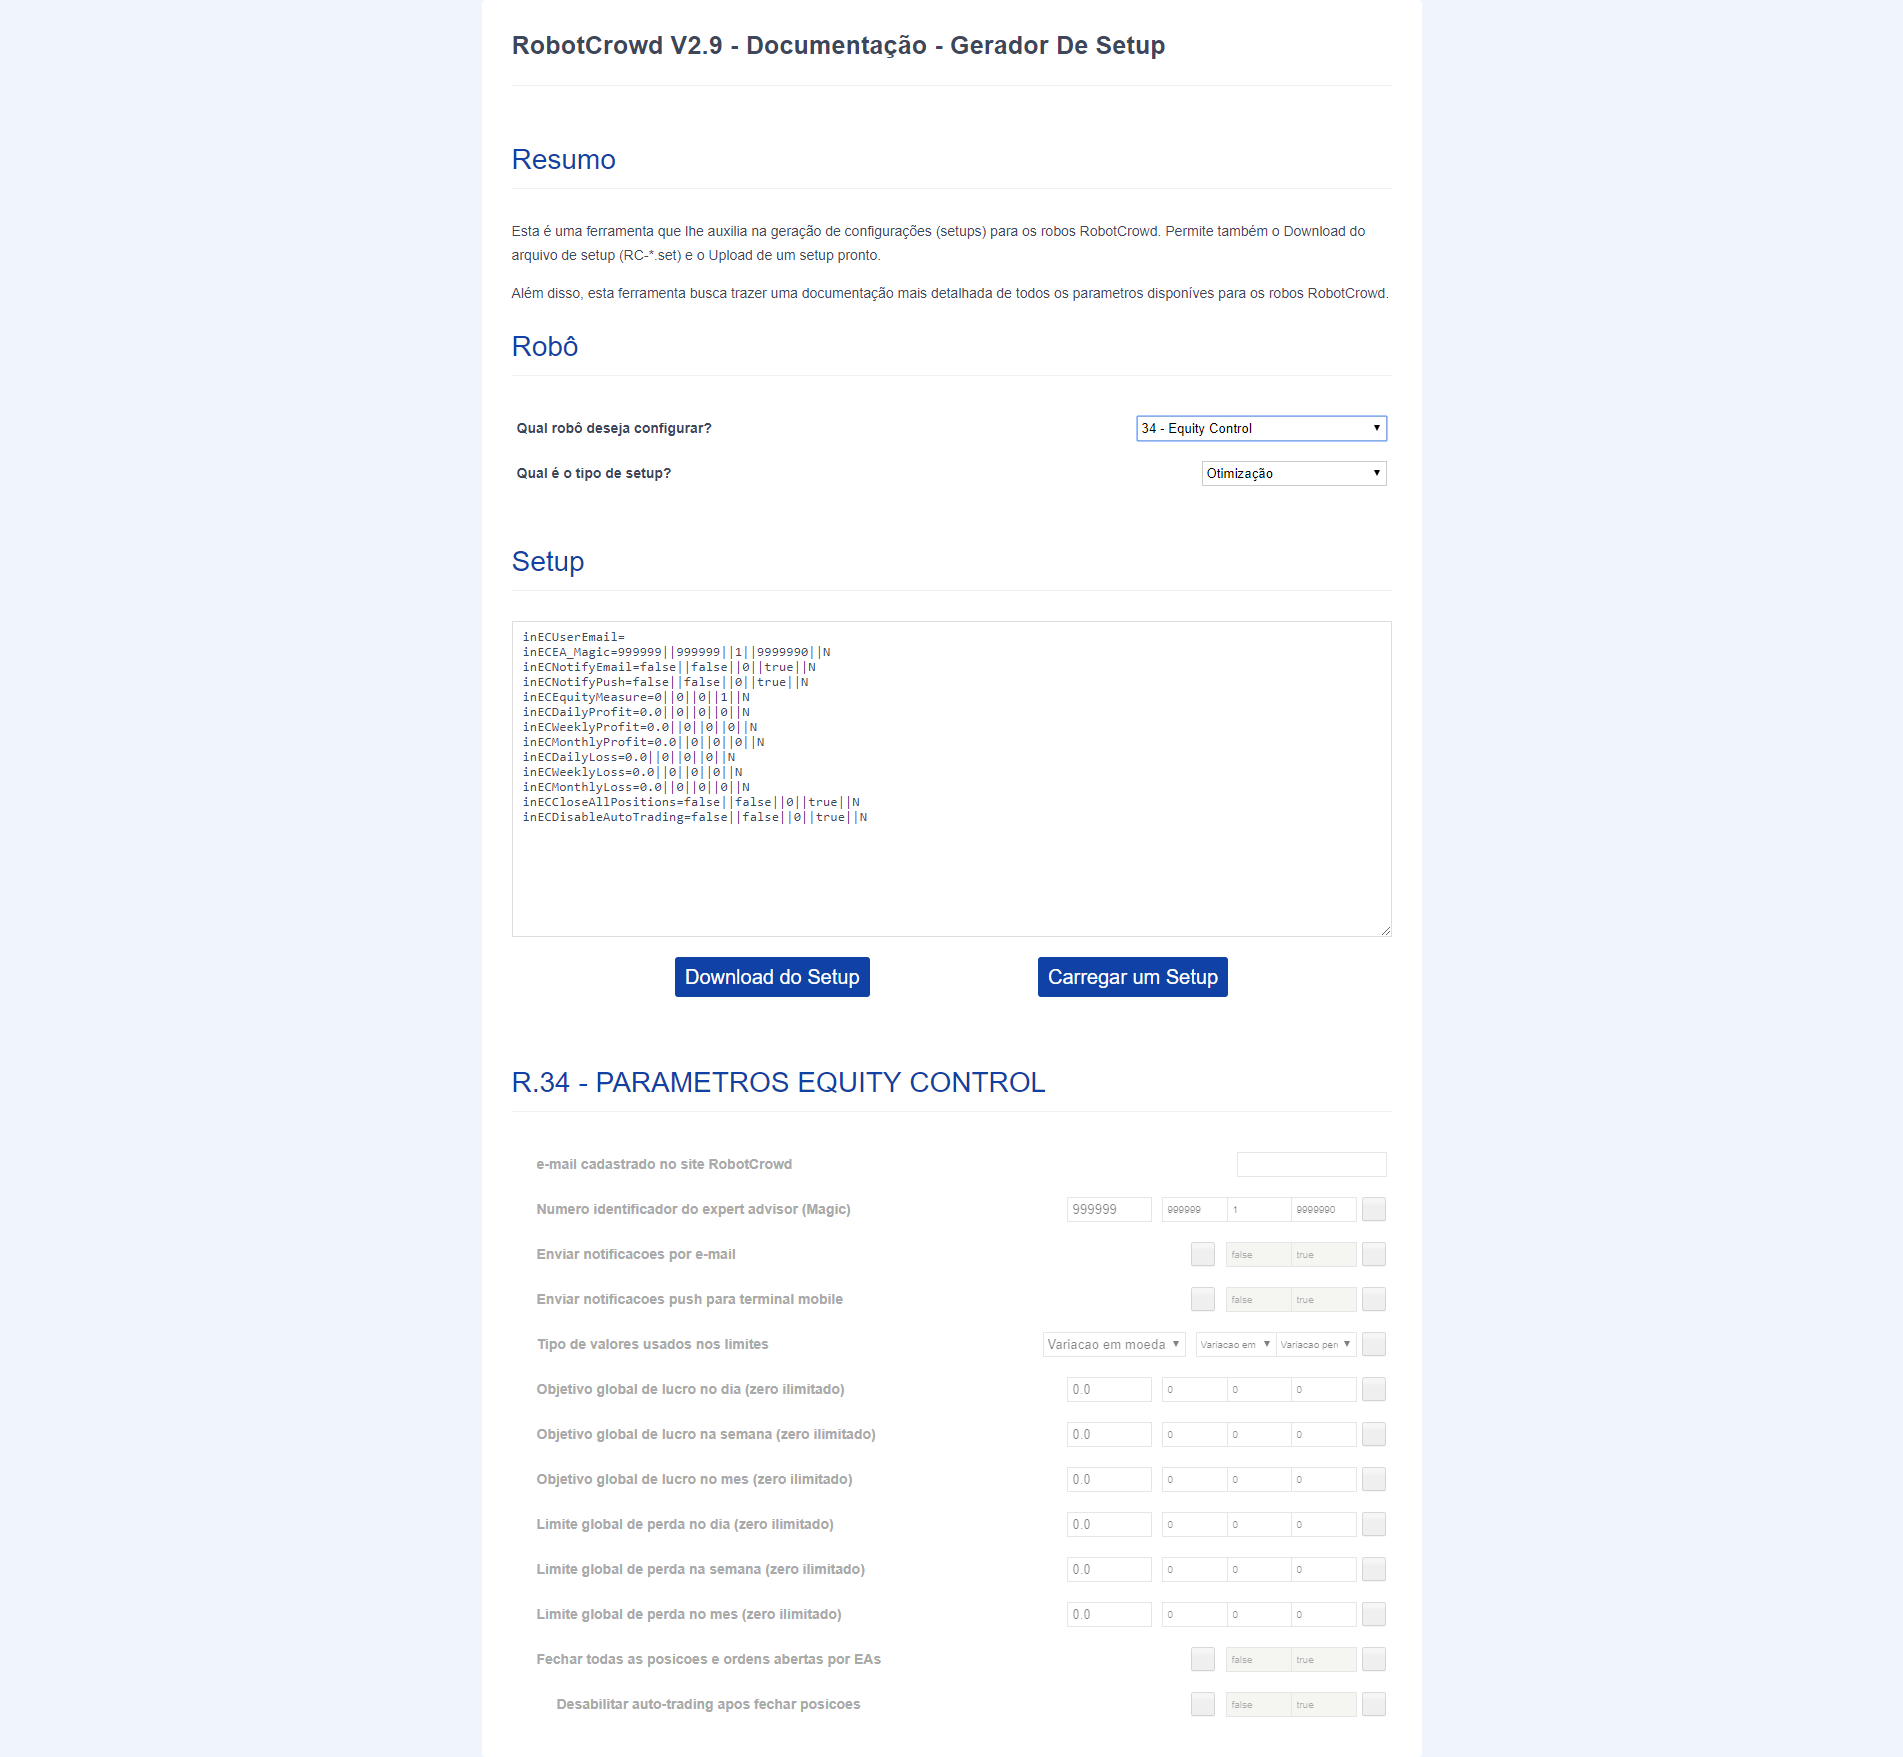 RobotCrowd V2.9 - Documentação - Gerador De Setup
Resumo
Esta é uma ferramenta que lhe auxilia na geração de configurações (setups) para os robos RobotCrowd. Permite também o Download do
arquivo de setup (RC-*.set) e o Upload de um setup pronto.
Além disso, esta ferramenta busca trazer uma documentação mais detalhada de todos os parametros disponíves para os robos RobotCrowd.
Robô
Qual robô deseja configurar? 34 - Equity Control
Qual é o tipo de setup? Otimização
Setup
inECUserEmail=
inECEA_Magic=999999||999999||1||9999990||N
inECNotifyEmail=false||false||0||true||N
inECNotifyPush=false||false||0||true||N
inECEquityMeasure=0||0||0||1||N
inECDailyProfit=0.0||0||0||0||N
inECWeeklyProfit=0.0||0||0||0||N
inECMonthlyProfit=0.0||0||0||0||N
inECDailyLoss=0.0||0||0||0||N
inECWeeklyLoss=0.0||0||0||0||N
inECMonthlyLoss=0.0||0||0||0||N
inECCloseAllPositions=false||false||0||true||N
inECDisableAutoTrading=false||false||0||true||N
Download do Setup Carregar um Setup
R.34 - PARAMETROS EQUITY CONTROL
e-mail cadastrado no site RobotCrowd
Numero identificador do expert advisor (Magic) 999999 999999 1 9999990
Enviar notificacoes por e-mail false true
Enviar notificacoes push para terminal mobile false true
Tipo de valores usados nos limites Variacao em moeda Variacao em Variacao per
Objetivo global de lucro no dia (zero ilimitado) 0.0 0 0 0
Objetivo global de lucro na semana (zero ilimitado) 0.0 0 0 0
Objetivo global de lucro no mes (zero ilimitado) 0.0 0 0 0
Limite global de perda no dia (zero ilimitado) 0.0 0 0 0
Limite global de perda na semana (zero ilimitado) 0.0 0 0 0
Limite global de perda no mes (zero ilimitado) 0.0 0 0 0
Fechar todas as posicoes e ordens abertas por EAs false true
Desabilitar auto-trading apos fechar posicoes false true